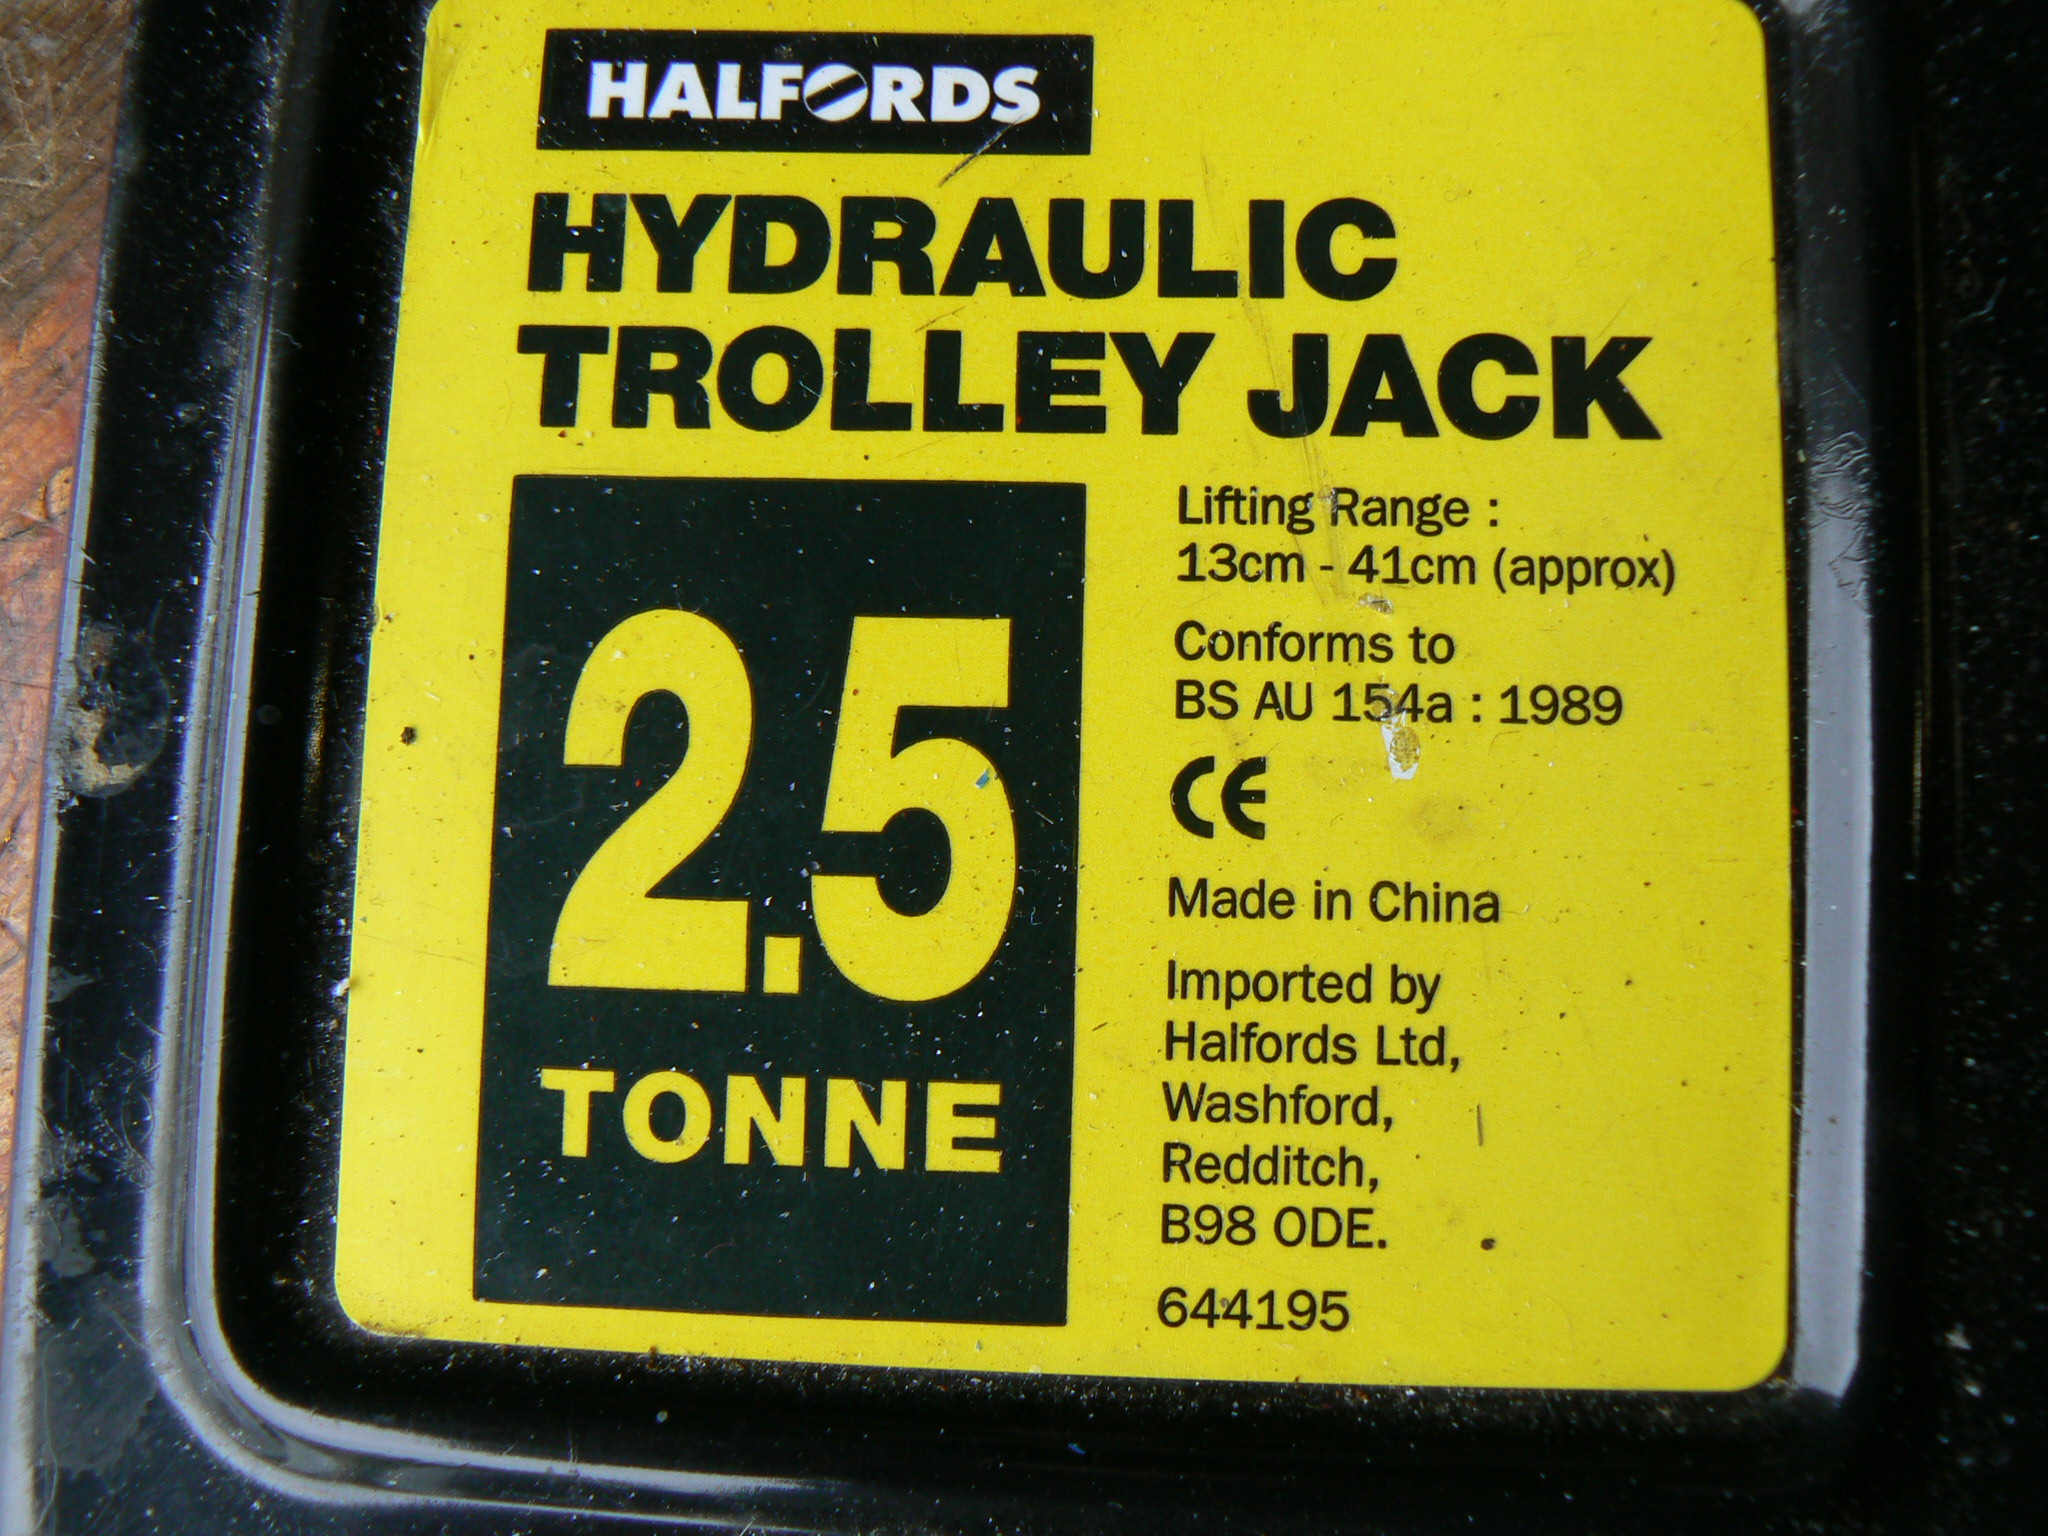 HALFORDS
HYDRAULIC
TROLLEY JACK
2.5
TONNE
Lifting Range :
13cm - 41cm (approx)
Conforms to
BS AU 154a : 1989
CE
Made in China
Imported by
Halfords Ltd,
Washford,
Redditch,
B98 0DE.
644195